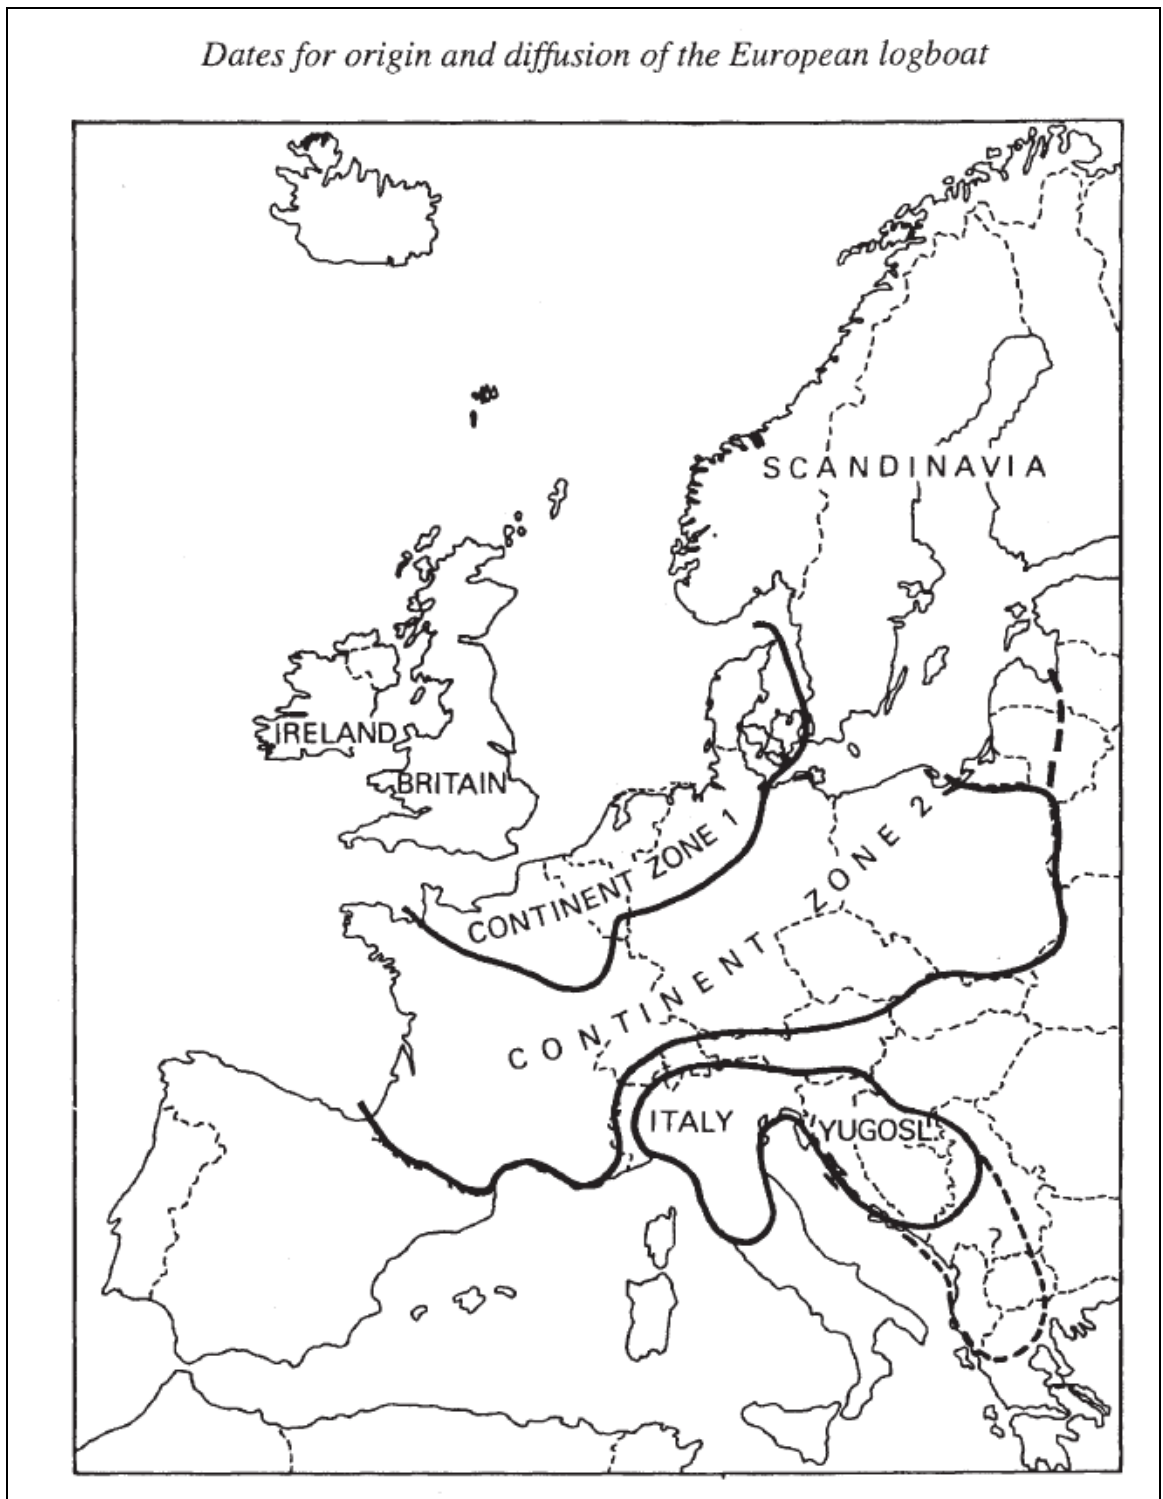 Dates for origin and diffusion of the European logboat
SCANDINAVIA
IRELAND
BRITAIN
CONTINENT ZONE 1
CONTINENT ZONE 2
ITALY
YUGOSL.
?